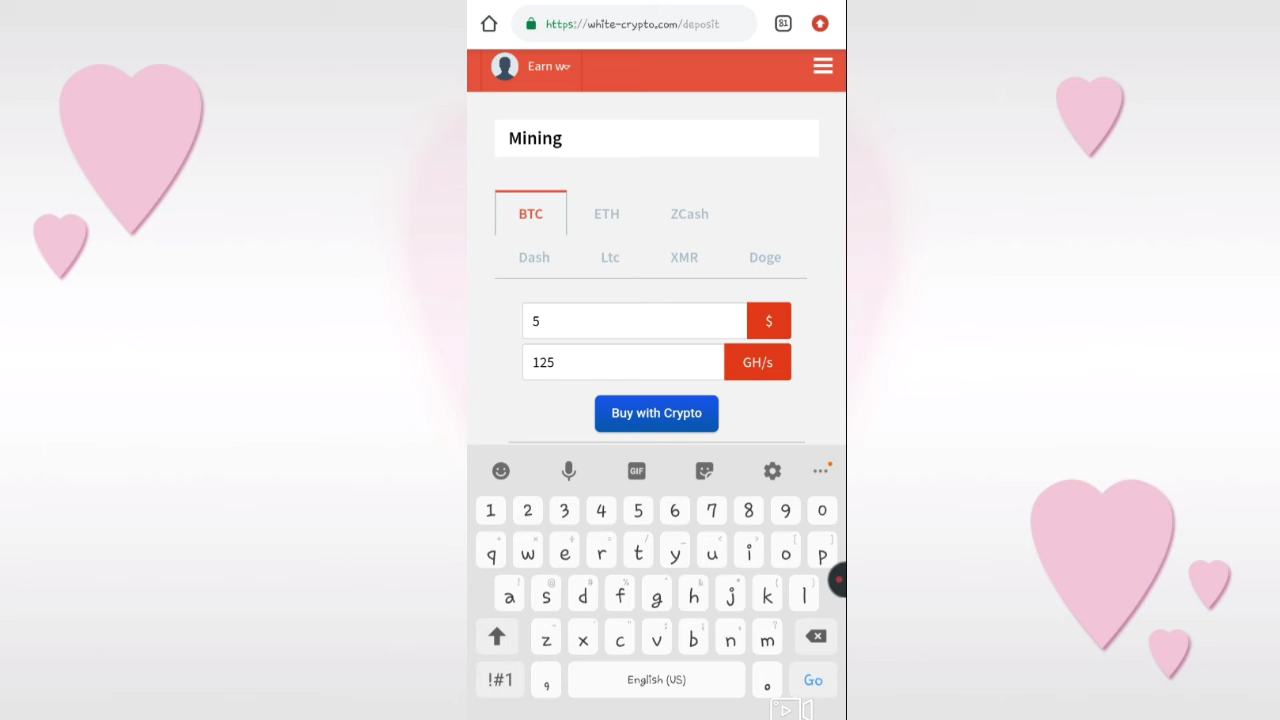 https://white-crypto.com/deposit
81
Earn w
Mining
BTC ETH ZCash
Dash Ltc XMR Doge
5 $
125 GH/s
Buy with Crypto
GIF
1 2 3 4 5 6 7 8 9 0
q w e r t y u i o p
a s d f g h j k l
z x c v b n m
!#1 , English (US) . Go